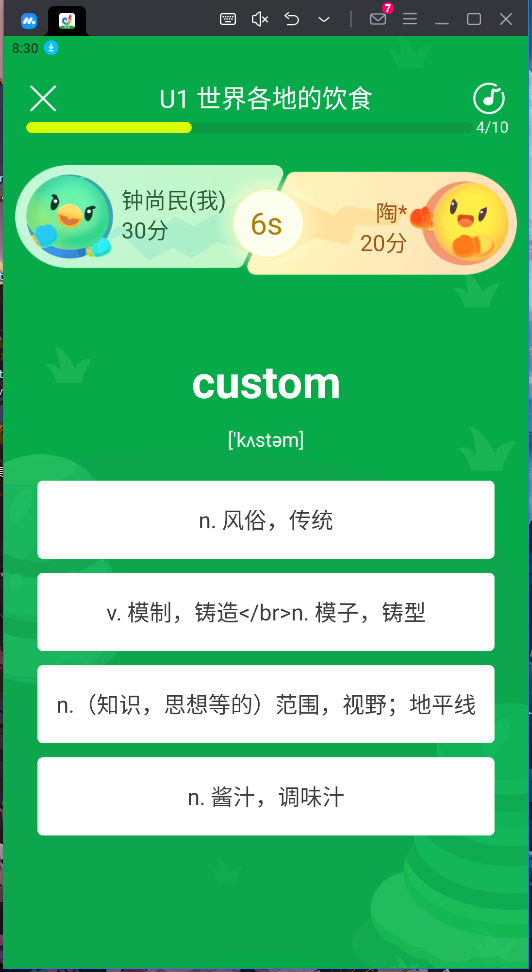 7
8:30
U1 世界各地的饮食
4/10
钟尚民(我)
30分
6s
陶*
20分
custom
['kʌstəm]
n. 风俗，传统
v. 模制，铸造</br>n. 模子，铸型
n.（知识，思想等的）范围，视野；地平线
n. 酱汁，调味汁